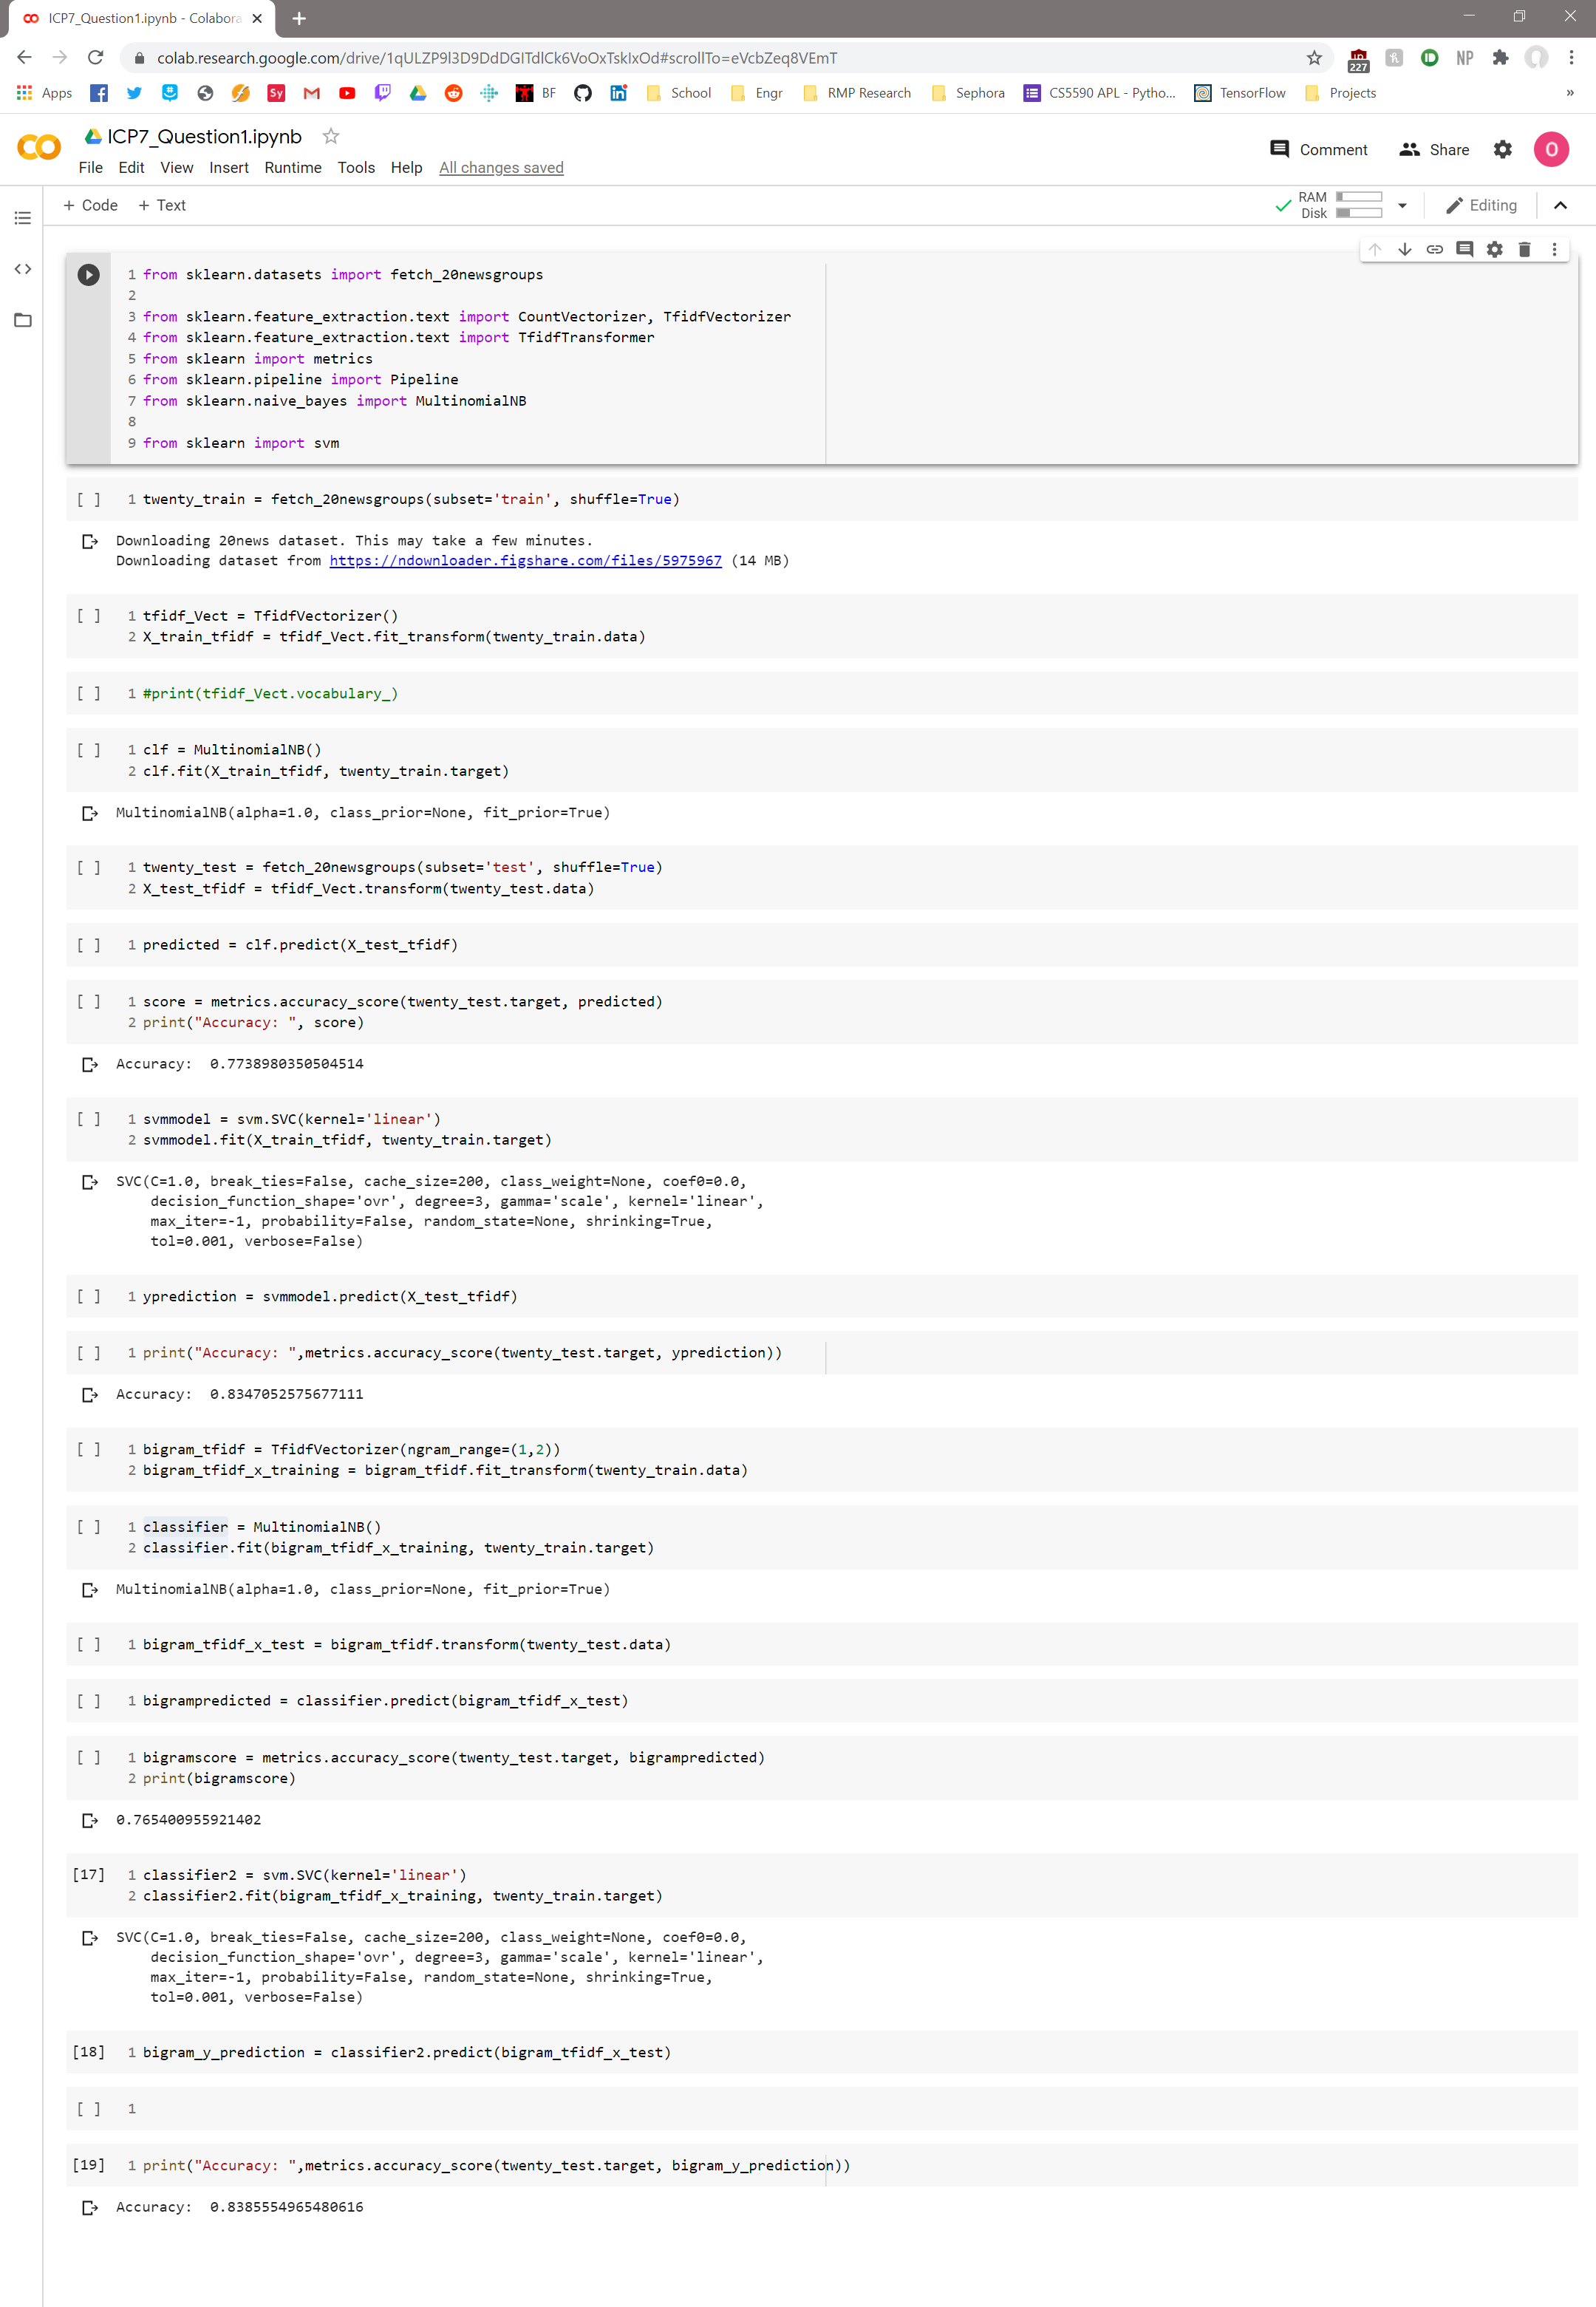 ICP7_Question1.ipynb - Colabora
colab.research.google.com/drive/1qULZP9l3D9DdDGITdlCk6VoOxTsklxOd#scrollTo=eVcbZeq8VEmT
227
NP
Apps
Sy
BF
School
Engr
RMP Research
Sephora
CS5590 APL - Pytho...
TensorFlow
Projects
»
ICP7_Question1.ipynb
File Edit View Insert Runtime Tools Help All changes saved
Comment
Share
O
+ Code + Text
RAM
Disk
Editing
1 from sklearn.datasets import fetch_20newsgroups
2
3 from sklearn.feature_extraction.text import CountVectorizer, TfidfVectorizer
4 from sklearn.feature_extraction.text import TfidfTransformer
5 from sklearn import metrics
6 from sklearn.pipeline import Pipeline
7 from sklearn.naive_bayes import MultinomialNB
8
9 from sklearn import svm
[ ] 1 twenty_train = fetch_20newsgroups(subset='train', shuffle=True)
Downloading 20news dataset. This may take a few minutes.
Downloading dataset from https://ndownloader.figshare.com/files/5975967 (14 MB)
[ ] 1 tfidf_Vect = TfidfVectorizer()
2 X_train_tfidf = tfidf_Vect.fit_transform(twenty_train.data)
[ ] 1 #print(tfidf_Vect.vocabulary_)
[ ] 1 clf = MultinomialNB()
2 clf.fit(X_train_tfidf, twenty_train.target)
MultinomialNB(alpha=1.0, class_prior=None, fit_prior=True)
[ ] 1 twenty_test = fetch_20newsgroups(subset='test', shuffle=True)
2 X_test_tfidf = tfidf_Vect.transform(twenty_test.data)
[ ] 1 predicted = clf.predict(X_test_tfidf)
[ ] 1 score = metrics.accuracy_score(twenty_test.target, predicted)
2 print("Accuracy: ", score)
Accuracy:  0.7738980350504514
[ ] 1 svmmodel = svm.SVC(kernel='linear')
2 svmmodel.fit(X_train_tfidf, twenty_train.target)
SVC(C=1.0, break_ties=False, cache_size=200, class_weight=None, coef0=0.0,
decision_function_shape='ovr', degree=3, gamma='scale', kernel='linear',
max_iter=-1, probability=False, random_state=None, shrinking=True,
tol=0.001, verbose=False)
[ ] 1 yprediction = svmmodel.predict(X_test_tfidf)
[ ] 1 print("Accuracy: ",metrics.accuracy_score(twenty_test.target, yprediction))
Accuracy:  0.8347052575677111
[ ] 1 bigram_tfidf = TfidfVectorizer(ngram_range=(1,2))
2 bigram_tfidf_x_training = bigram_tfidf.fit_transform(twenty_train.data)
[ ] 1 classifier = MultinomialNB()
2 classifier.fit(bigram_tfidf_x_training, twenty_train.target)
MultinomialNB(alpha=1.0, class_prior=None, fit_prior=True)
[ ] 1 bigram_tfidf_x_test = bigram_tfidf.transform(twenty_test.data)
[ ] 1 bigrampredicted = classifier.predict(bigram_tfidf_x_test)
[ ] 1 bigramscore = metrics.accuracy_score(twenty_test.target, bigrampredicted)
2 print(bigramscore)
0.765400955921402
[17] 1 classifier2 = svm.SVC(kernel='linear')
2 classifier2.fit(bigram_tfidf_x_training, twenty_train.target)
SVC(C=1.0, break_ties=False, cache_size=200, class_weight=None, coef0=0.0,
decision_function_shape='ovr', degree=3, gamma='scale', kernel='linear',
max_iter=-1, probability=False, random_state=None, shrinking=True,
tol=0.001, verbose=False)
[18] 1 bigram_y_prediction = classifier2.predict(bigram_tfidf_x_test)
[ ] 1
[19] 1 print("Accuracy: ",metrics.accuracy_score(twenty_test.target, bigram_y_prediction))
Accuracy:  0.8385554965480616